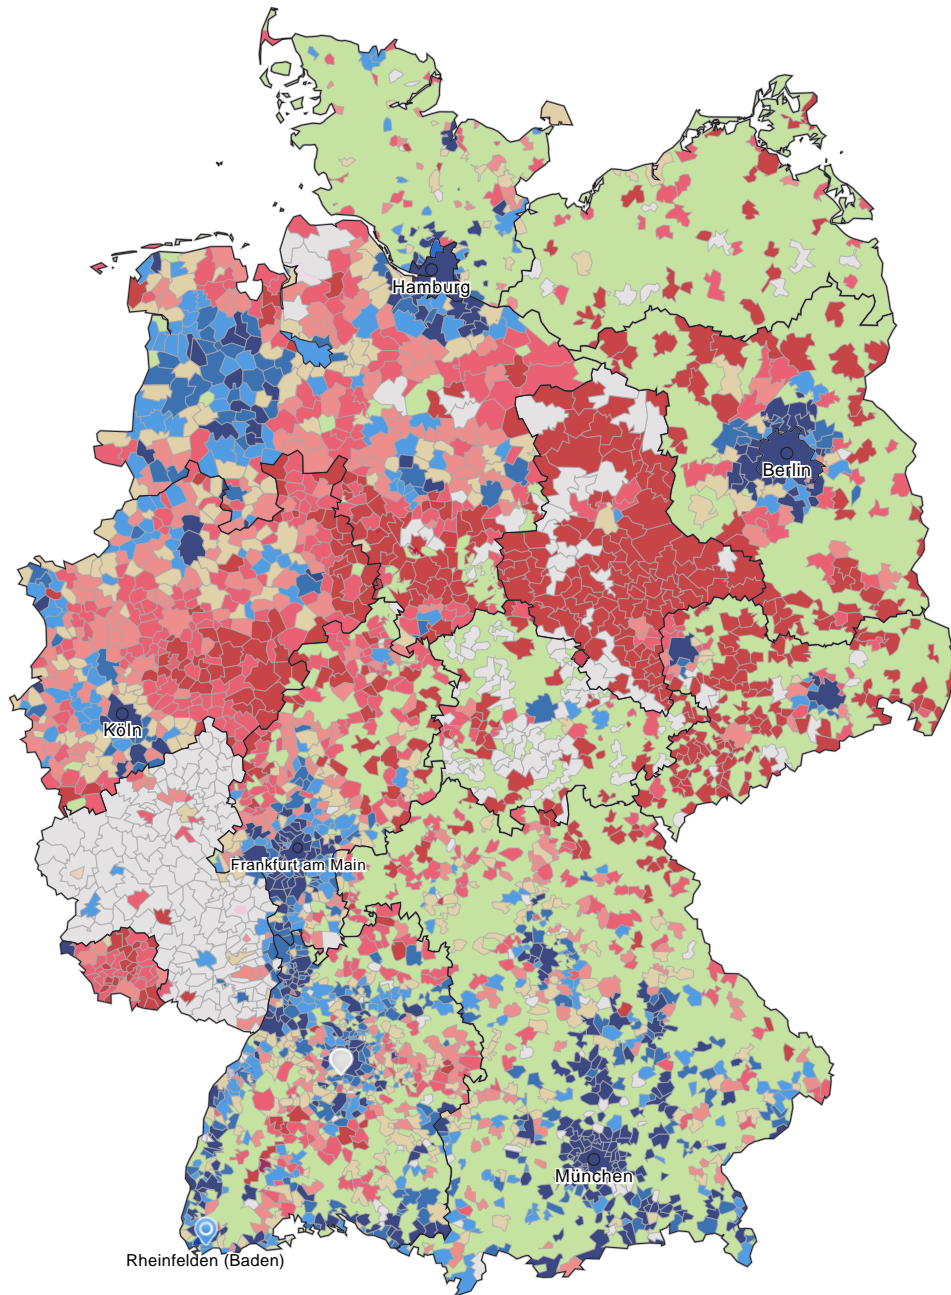 Hamburg
Berlin
Köln
Frankfurt am Main
München
Rheinfelden (Baden)